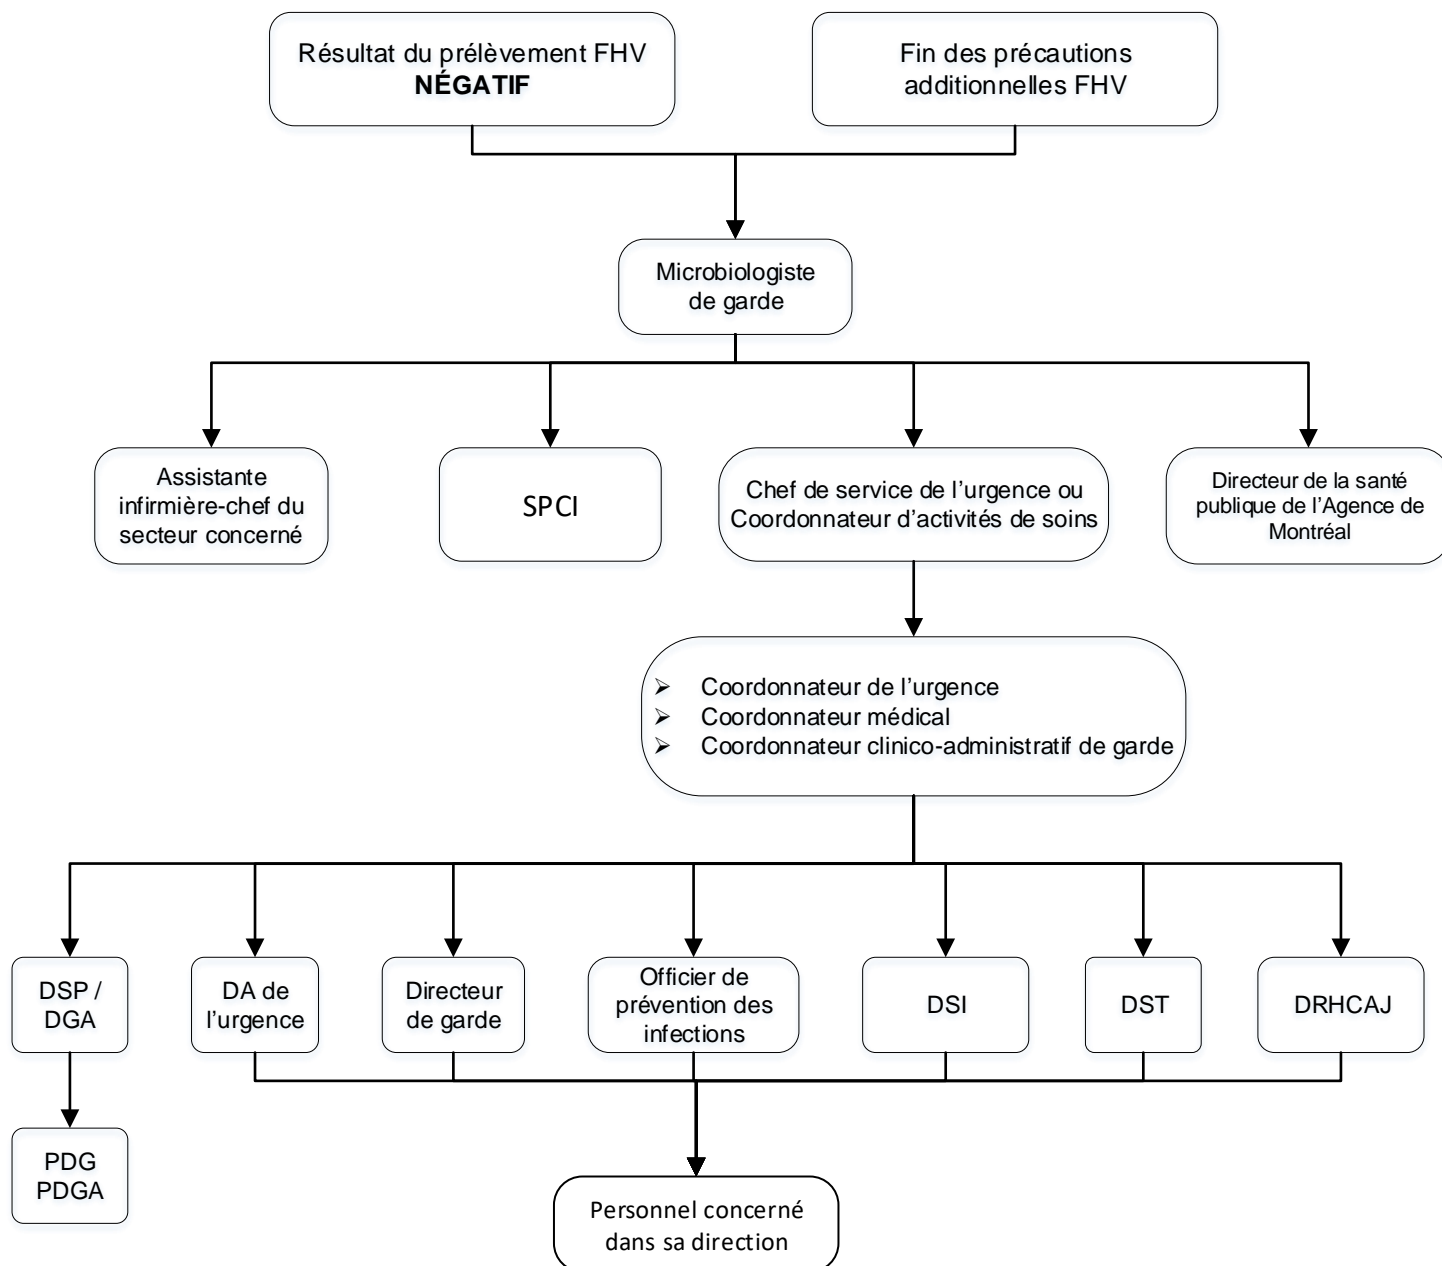 Résultat du prélèvement FHV
NÉGATIF
Fin des précautions
additionnelles FHV
Microbiologiste
de garde
Assistante
infirmière-chef du
secteur concerné
SPCI
Chef de service de l’urgence ou
Coordonnateur d’activités de soins
Directeur de la santé
publique de l’Agence de
Montréal
➢ Coordonnateur de l’urgence
➢ Coordonnateur médical
➢ Coordonnateur clinico-administratif de garde
DSP /
DGA
DA de
l’urgence
Directeur
de garde
Officier de
prévention des
infections
DSI
DST
DRHCAJ
PDG
PDGA
Personnel concerné
dans sa direction